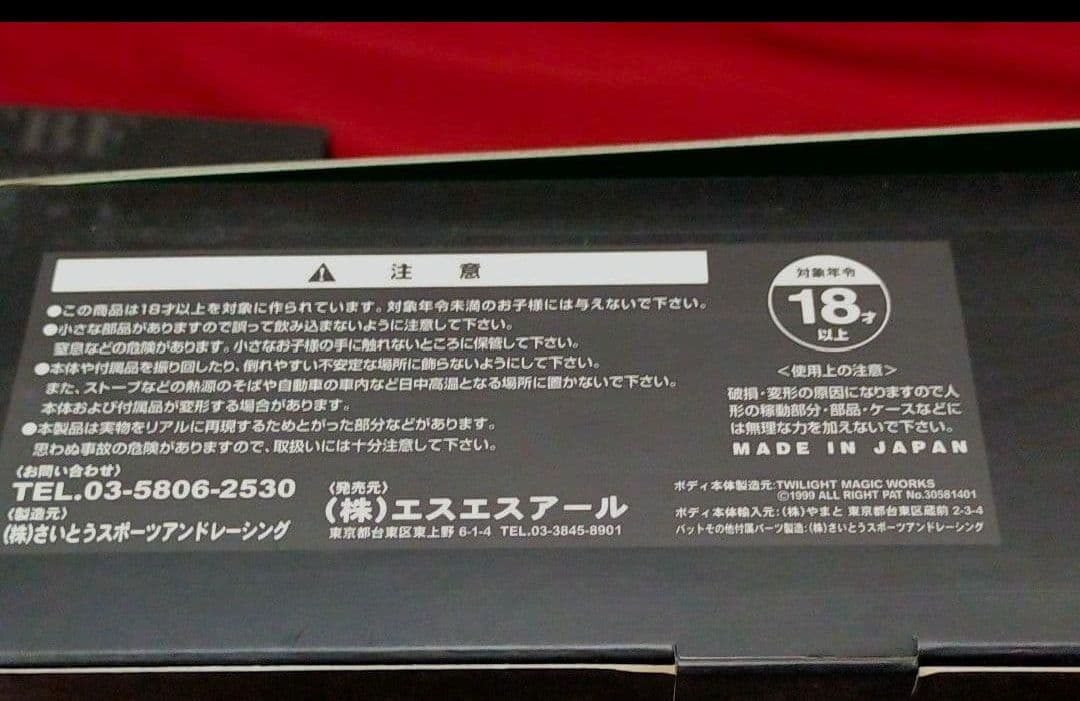 BE
⚠ 注意
●この商品は18才以上を対象に作られています。対象年令未満のお子様には与えないで下さい。
●小さな部品がありますので誤って飲み込まないように注意して下さい。
窒息などの危険があります。小さなお子様の手に触れないところに保管して下さい。
●本体や付属品を振り回したり、倒れやすい不安定な場所に飾らないようにして下さい。
また、ストーブなどの熱源のそばや自動車の車内など日中高温となる場所に置かないで下さい。
本体および付属品が変形する場合があります。
●本製品は実物をリアルに再現するためとがった部分などがあります。
思わぬ事故の危険がありますので、取扱いには十分注意して下さい。
〈お問い合わせ〉
TEL.03-5806-2530
〈製造元〉
(株)さいとうスポーツアンドレーシング
〈発売元〉
(株)エスエスアール
東京都台東区東上野 6-1-4 TEL.03-3845-8901
対象年令
18才
以上
＜使用上の注意＞
破損・変形の原因になりますので人
形の稼動部分・部品・ケースなどに
は無理な力を加えないで下さい。
MADE IN JAPAN
ボディ本体製造元:TWILIGHT MAGIC WORKS
©1999 ALL RIGHT PAT No.30581401
ボディ本体輸入元:(株)やまと 東京都台東区蔵前 2-3-4
バットその他付属パーツ製造:(株)さいとうスポーツアンドレーシング